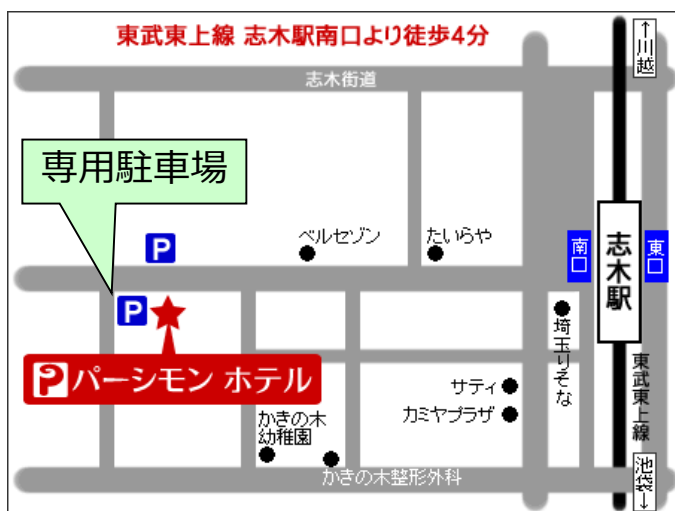 東武東上線 志木駅南口より徒歩4分
↑川越
志木街道
専用駐車場
P
ベルセゾン
たいらや
南口
志木駅
東口
P
埼玉りそな
P パーシモン ホテル
東武東上線
サティ
カミヤプラザ
かきの木
幼稚園
かきの木整形外科
池袋↓